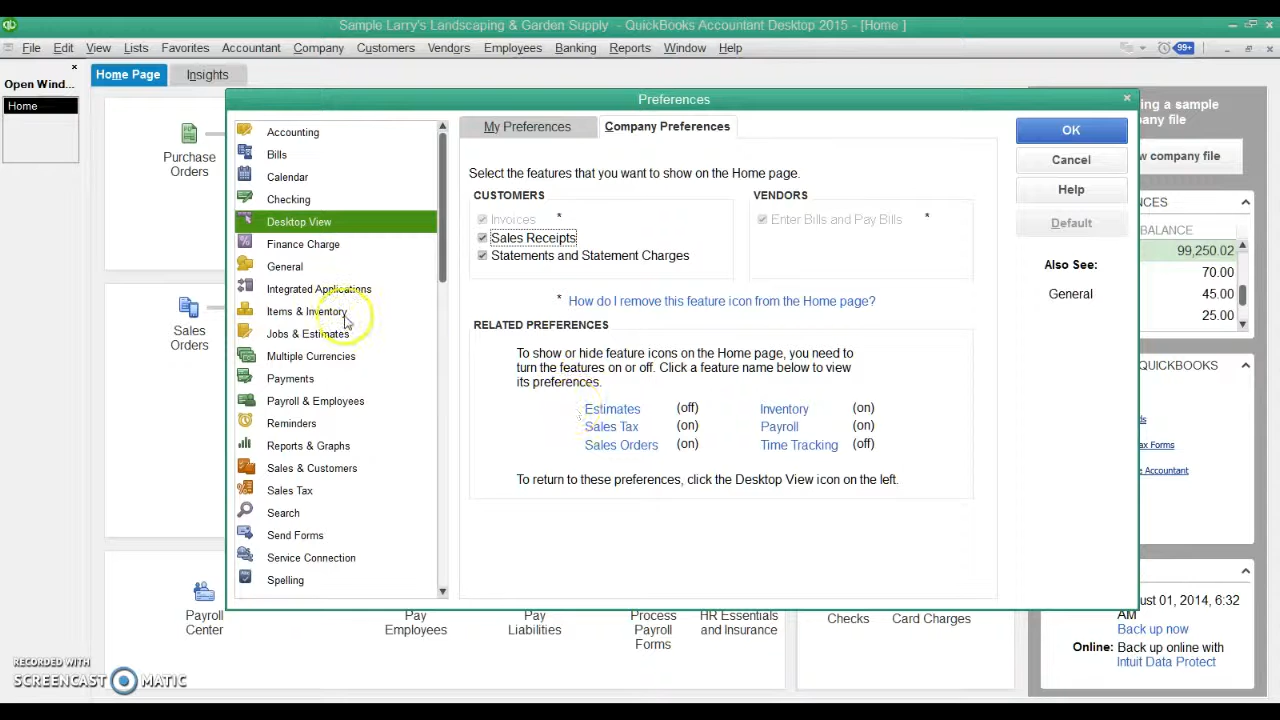 Sample Larry's Landscaping & Garden Supply - QuickBooks Accountant Desktop 2015 - [Home ]
File Edit View Lists Favorites Accountant Company Customers Vendors Employees Banking Reports Window Help 99+
Open Wind...
Home
Home Page Insights
Purchase
Orders
Sales
Orders
Preferences
Accounting
Bills
Calendar
Checking
Desktop View
Finance Charge
General
Integrated Applications
Items & Inventory
Jobs & Estimates
Multiple Currencies
Payments
Payroll & Employees
Reminders
Reports & Graphs
Sales & Customers
Sales Tax
Search
Send Forms
Service Connection
Spelling
My Preferences Company Preferences
Select the features that you want to show on the Home page.
CUSTOMERS
Invoices *
Sales Receipts
Statements and Statement Charges
VENDORS
Enter Bills and Pay Bills *
* How do I remove this feature icon from the Home page?
RELATED PREFERENCES
To show or hide feature icons on the Home page, you need to
turn the features on or off. Click a feature name below to view
its preferences.
Estimates (off) Inventory (on)
Sales Tax (on) Payroll (on)
Sales Orders (on) Time Tracking (off)
To return to these preferences, click the Desktop View icon on the left.
OK
Cancel
Help
Default
Also See:
General
ing a sample
company file
w company file
NCES
BALANCE
99,250.02
70.00
45.00
25.00
QUICKBOOKS
ds
ax Forms
e Accountant
ust 01, 2014, 6:32
AM
Back up now
Online: Back up online with
Intuit Data Protect
Payroll
Center
Pay
Employees
Pay
Liabilities
Process
Payroll
Forms
HR Essentials
and Insurance
Checks
Card Charges
RECORDED WITH
SCREENCAST MATIC